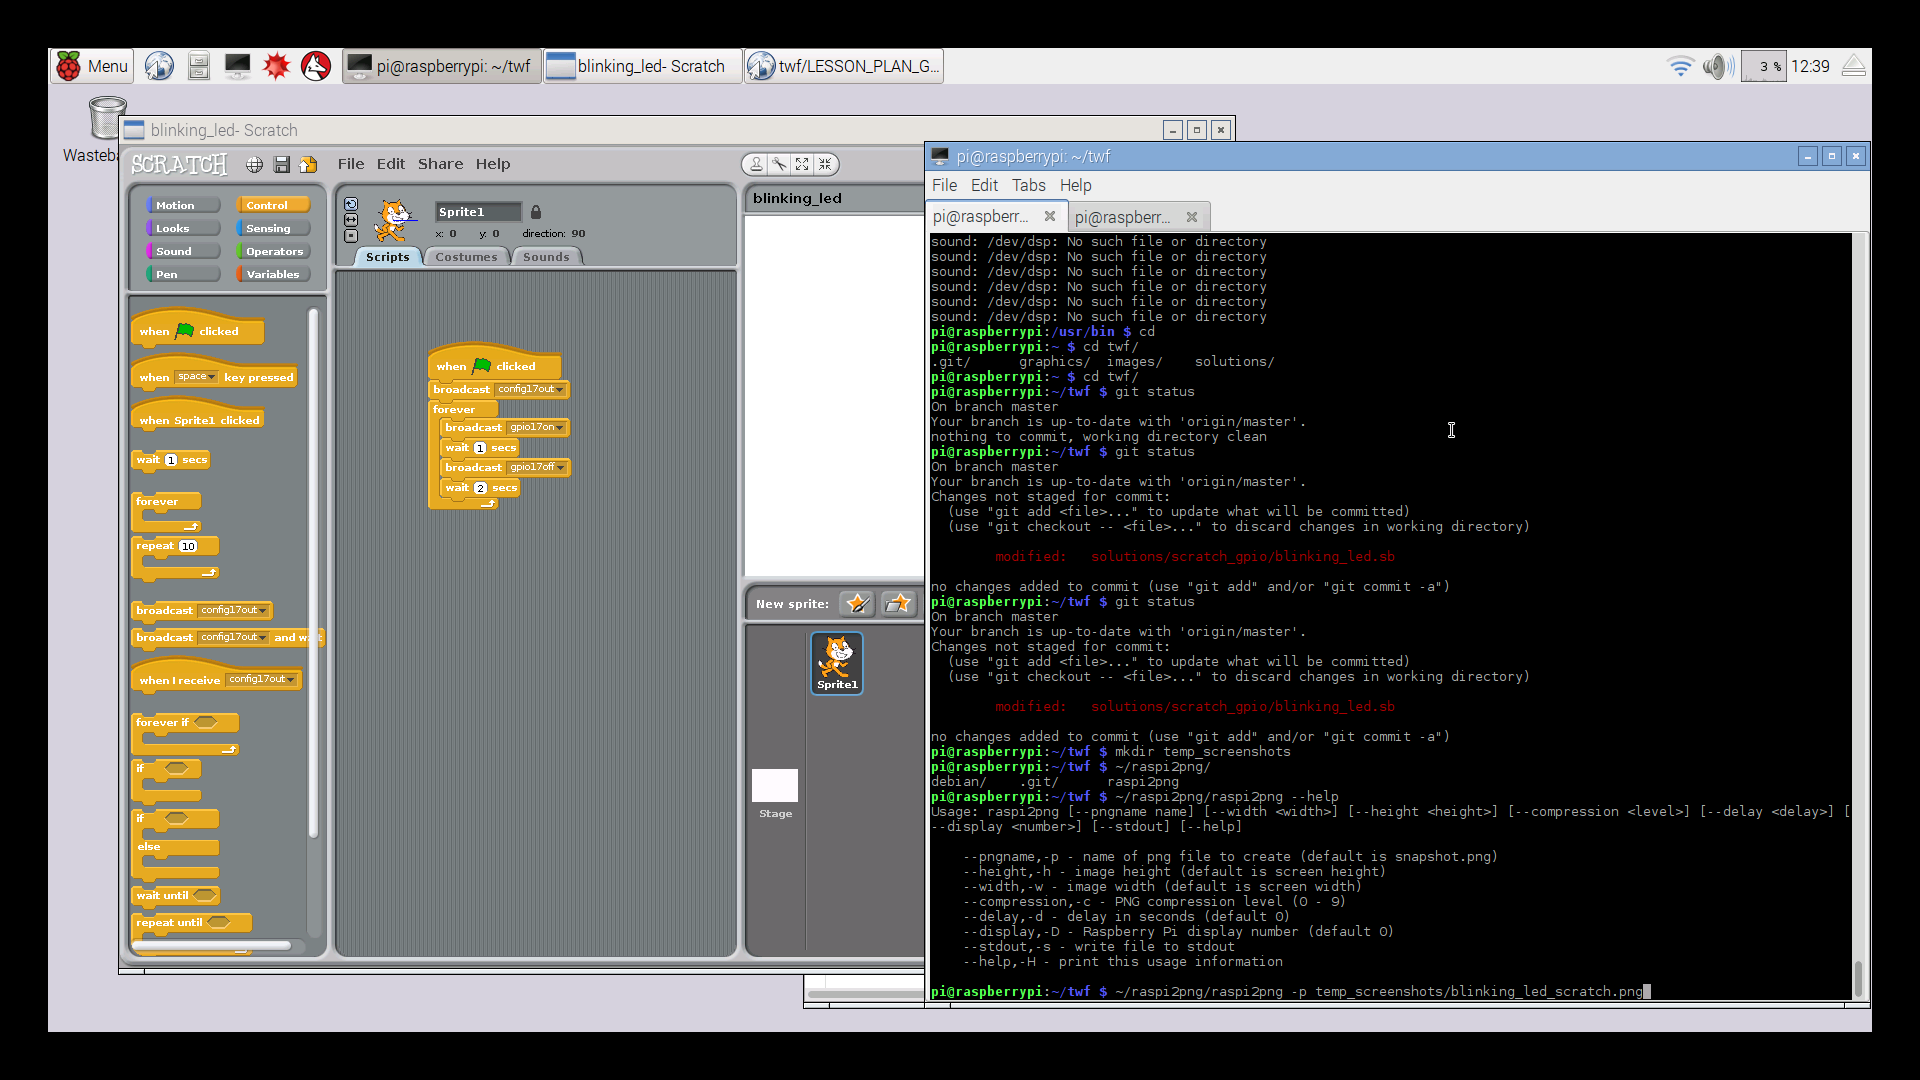 Menu
pi@raspberrypi: ~/twf
blinking_led- Scratch
twf/LESSON_PLAN_G...
3 %
12:39
Wasteb
blinking_led- Scratch
SCRATCH
File Edit Share Help
Motion Control
Looks Sensing
Sound Operators
Pen Variables
when clicked
when space key pressed
when Sprite1 clicked
wait 1 secs
forever
repeat 10
broadcast config17out
broadcast config17out and wa
when I receive config17out
forever if
if
if
else
wait until
repeat until
Sprite1
x: 0 y: 0 direction: 90
Scripts Costumes Sounds
when clicked
broadcast config17out
forever
broadcast gpio17on
wait 1 secs
broadcast gpio17off
wait 2 secs
blinking_led
New sprite:
Sprite1
Stage
pi@raspberrypi: ~/twf
File Edit Tabs Help
pi@raspberr... pi@raspberr...
sound: /dev/dsp: No such file or directory
sound: /dev/dsp: No such file or directory
sound: /dev/dsp: No such file or directory
sound: /dev/dsp: No such file or directory
sound: /dev/dsp: No such file or directory
sound: /dev/dsp: No such file or directory
pi@raspberrypi:/usr/bin $ cd
pi@raspberrypi:~ $ cd twf/
.git/ graphics/ images/ solutions/
pi@raspberrypi:~ $ cd twf/
pi@raspberrypi:~/twf $ git status
On branch master
Your branch is up-to-date with 'origin/master'.
nothing to commit, working directory clean
pi@raspberrypi:~/twf $ git status
On branch master
Your branch is up-to-date with 'origin/master'.
Changes not staged for commit:
(use "git add <file>..." to update what will be committed)
(use "git checkout -- <file>..." to discard changes in working directory)
modified: solutions/scratch_gpio/blinking_led.sb
no changes added to commit (use "git add" and/or "git commit -a")
pi@raspberrypi:~/twf $ git status
On branch master
Your branch is up-to-date with 'origin/master'.
Changes not staged for commit:
(use "git add <file>..." to update what will be committed)
(use "git checkout -- <file>..." to discard changes in working directory)
modified: solutions/scratch_gpio/blinking_led.sb
no changes added to commit (use "git add" and/or "git commit -a")
pi@raspberrypi:~/twf $ mkdir temp_screenshots
pi@raspberrypi:~/twf $ ~/raspi2png/
debian/ .git/ raspi2png
pi@raspberrypi:~/twf $ ~/raspi2png/raspi2png --help
Usage: raspi2png [--pngname name] [--width <width>] [--height <height>] [--compression <level>] [--delay <delay>] [
--display <number>] [--stdout] [--help]
--pngname,-p - name of png file to create (default is snapshot.png)
--height,-h - image height (default is screen height)
--width,-w - image width (default is screen width)
--compression,-c - PNG compression level (0 - 9)
--delay,-d - delay in seconds (default 0)
--display,-D - Raspberry Pi display number (default 0)
--stdout,-s - write file to stdout
--help,-H - print this usage information
pi@raspberrypi:~/twf $ ~/raspi2png/raspi2png -p temp_screenshots/blinking_led_scratch.png